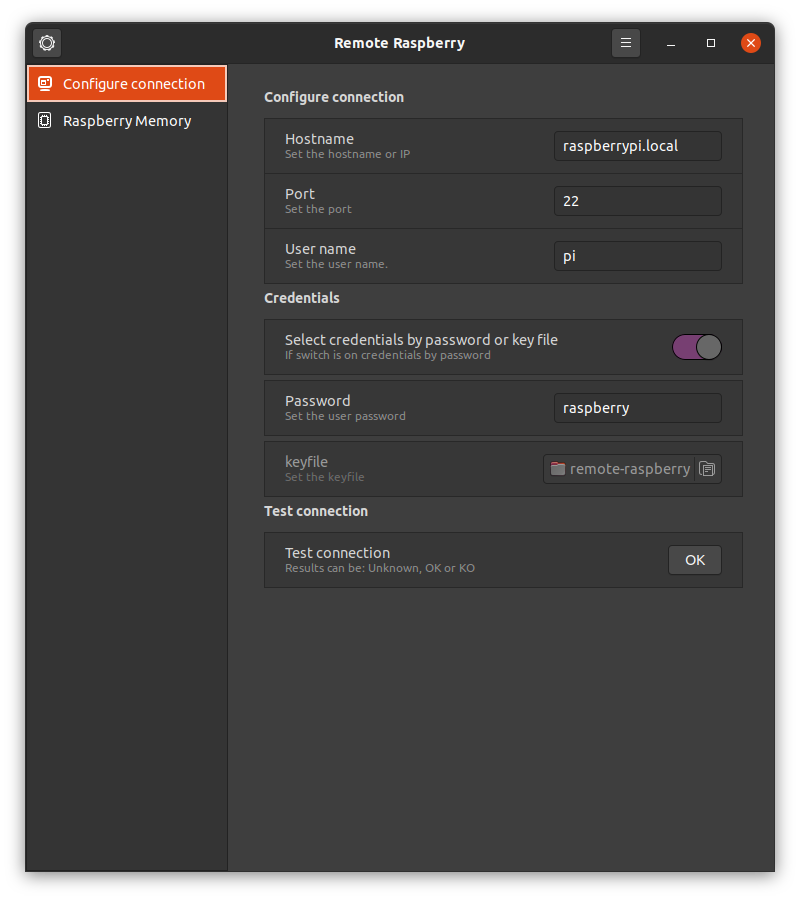 Remote Raspberry
Configure connection
Raspberry Memory
Configure connection
Hostname
Set the hostname or IP
raspberrypi.local
Port
Set the port
22
User name
Set the user name.
pi
Credentials
Select credentials by password or key file
If switch is on credentials by password
Password
Set the user password
raspberry
keyfile
Set the keyfile
remote-raspberry
Test connection
Test connection
Results can be: Unknown, OK or KO
OK